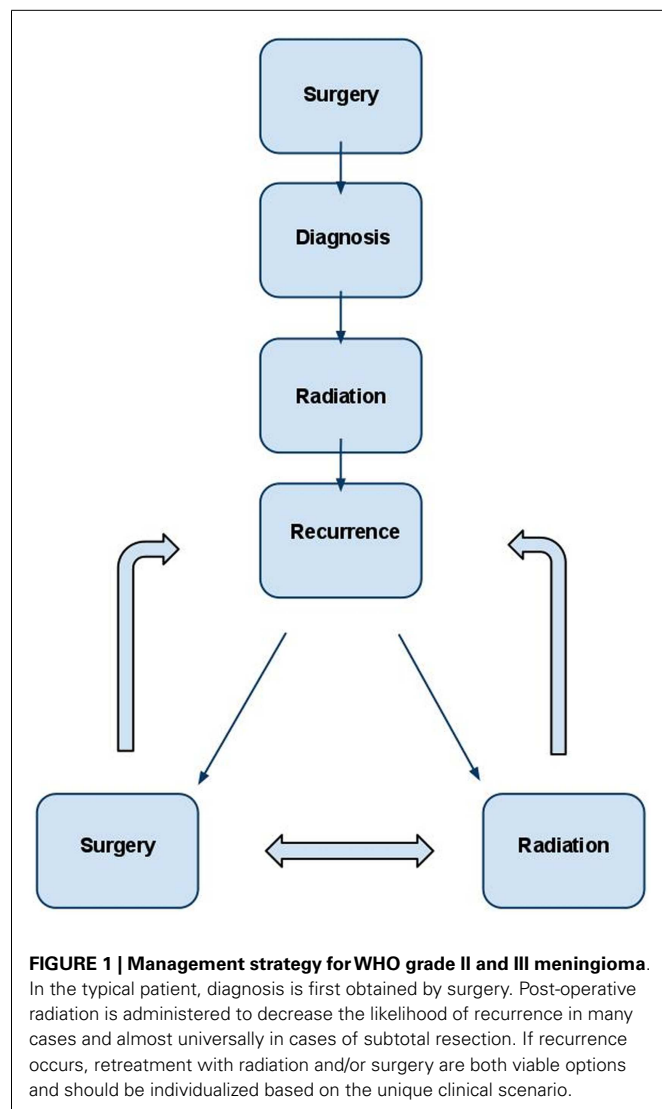 Surgery
Diagnosis
Radiation
Recurrence
Surgery
Radiation
FIGURE 1 | Management strategy for WHO grade II and III meningioma.
In the typical patient, diagnosis is first obtained by surgery. Post-operative
radiation is administered to decrease the likelihood of recurrence in many
cases and almost universally in cases of subtotal resection. If recurrence
occurs, retreatment with radiation and/or surgery are both viable options
and should be individualized based on the unique clinical scenario.